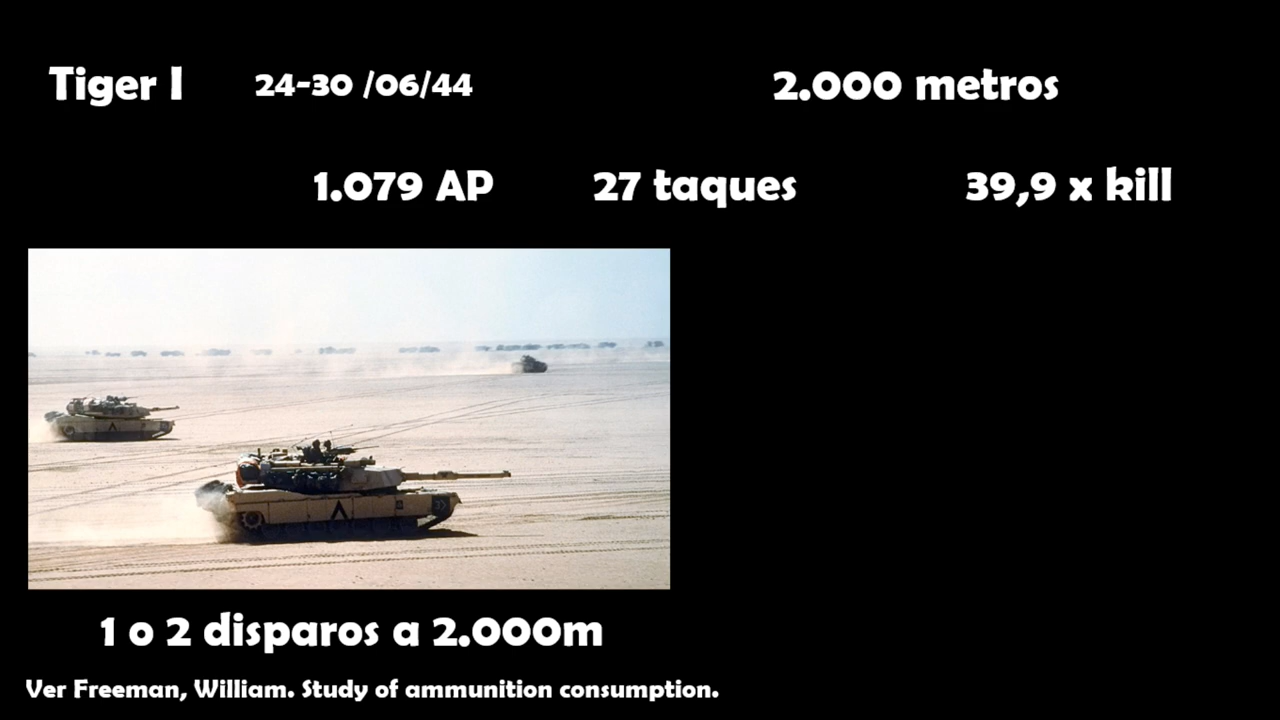 Tiger I 24-30 /06/44 2.000 metros
1.079 AP 27 taques 39,9 x kill
1 o 2 disparos a 2.000m
Ver Freeman, William. Study of ammunition consumption.